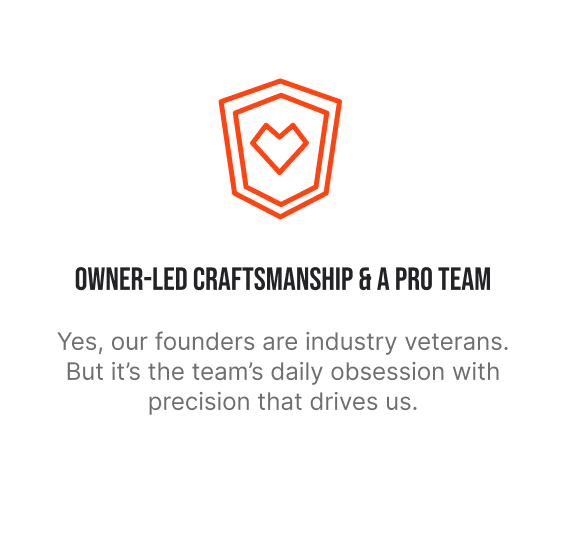 OWNER-LED CRAFTSMANSHIP & A PRO TEAM
Yes, our founders are industry veterans.
But it’s the team’s daily obsession with
precision that drives us.